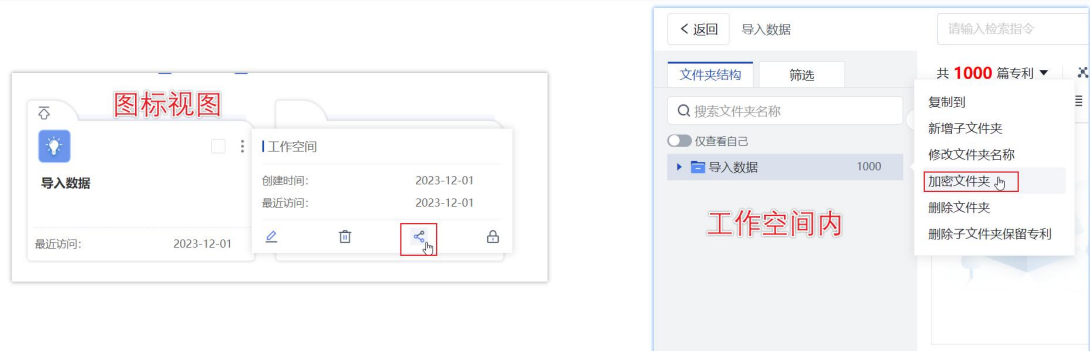 图标视图
导入数据
最近访问: 2023-12-01
工作空间
创建时间: 2023-12-01
最近访问: 2023-12-01
返回 导入数据
请输入检索指令
文件夹结构 筛选
共 1000 篇专利
搜索文件夹名称
仅查看自己
导入数据 1000
工作空间内
复制到
新增子文件夹
修改文件夹名称
加密文件夹
删除文件夹
删除子文件夹保留专利